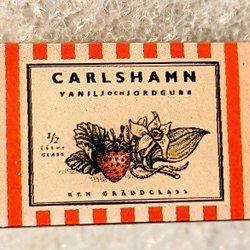 CARLSHAMN
VANILJ OCH JORDGUBB
1/2
liter
GLASS
REN GRÄDDGLASS